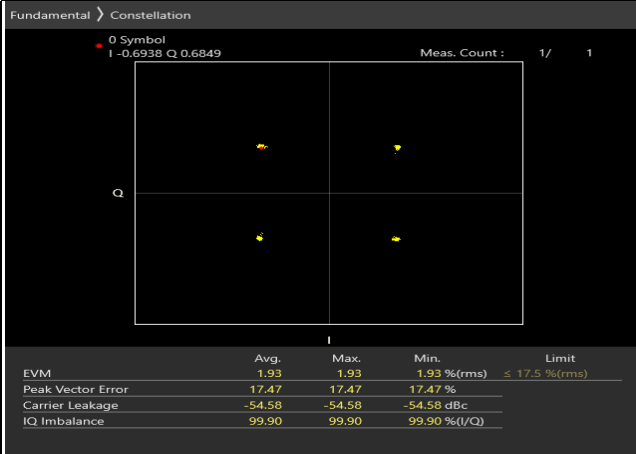 Fundamental 〉 Constellation
0 Symbol
I -0.6938 Q 0.6849
Meas. Count : 1/ 1
Q
I
Avg. Max. Min. Limit
EVM 1.93 1.93 1.93 %(rms) ≤ 17.5 %(rms)
Peak Vector Error 17.47 17.47 17.47 %
Carrier Leakage -54.58 -54.58 -54.58 dBc
IQ Imbalance 99.90 99.90 99.90 %(I/Q)